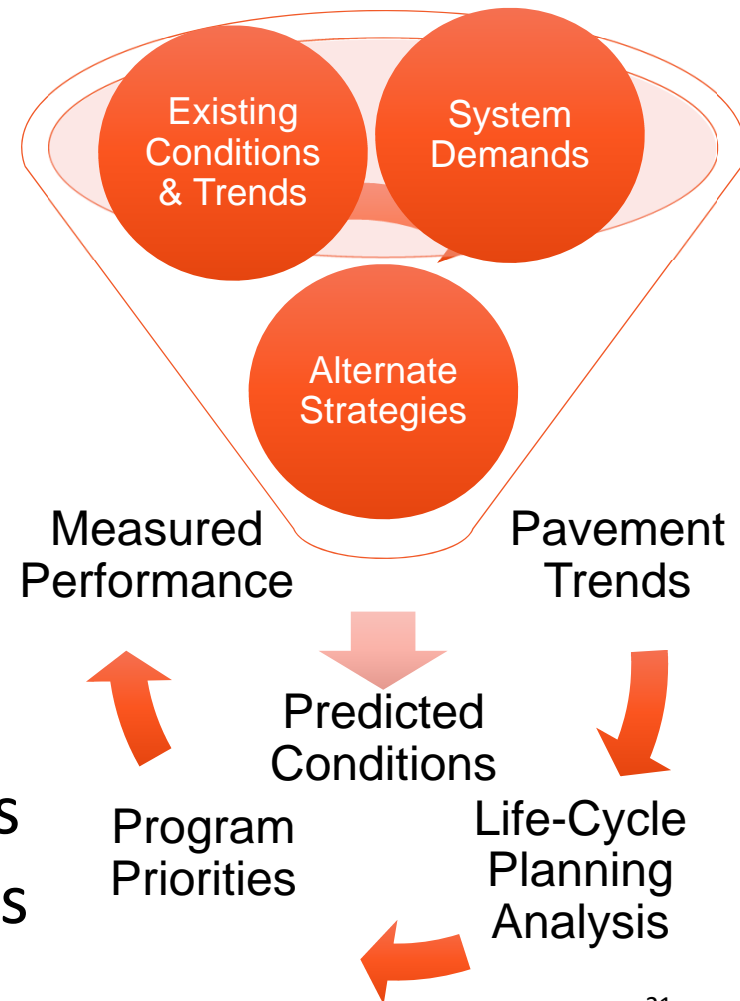 Existing
Conditions
& Trends
System
Demands
Alternate
Strategies
Measured
Performance
Pavement
Trends
Predicted
Conditions
Program
Priorities
Life-Cycle
Planning
Analysis
s
s